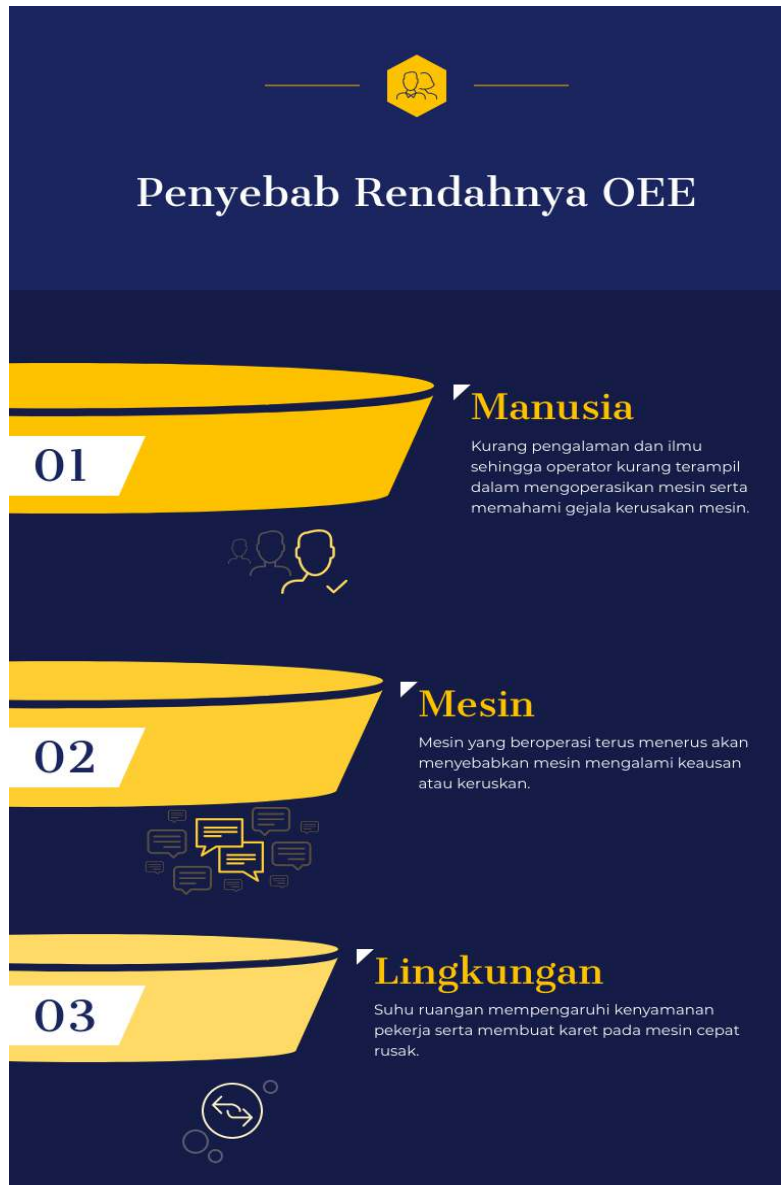 Penyebab Rendahnya OEE
01
Manusia
Kurang pengalaman dan ilmu
sehingga operator kurang terampil
dalam mengoperasikan mesin serta
memahami gejala kerusakan mesin.
02
Mesin
Mesin yang beroperasi terus menerus akan
menyebabkan mesin mengalami keausan
atau keruskan.
03
Lingkungan
Suhu ruangan mempengaruhi kenyamanan
pekerja serta membuat karet pada mesin cepat
rusak.